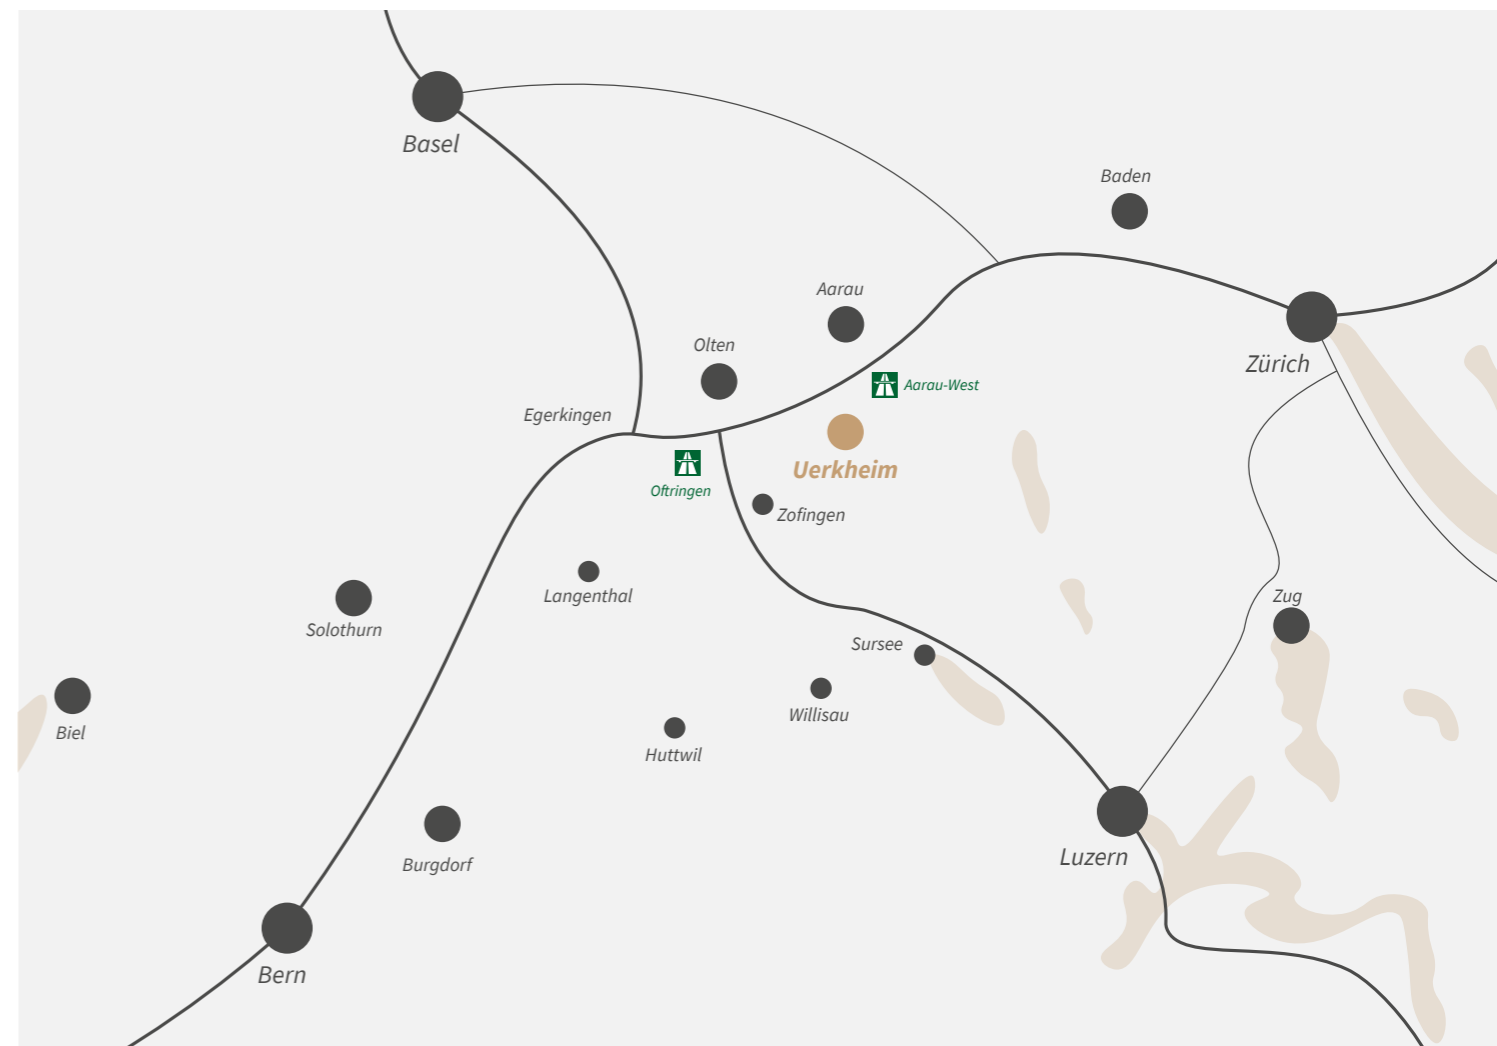 Basel
Baden
Aarau
Olten
Zürich
Aarau-West
Egerkingen
Uerkheim
Oftringen
Zofingen
Langenthal
Zug
Solothurn
Sursee
Willisau
Biel
Huttwil
Luzern
Burgdorf
Bern